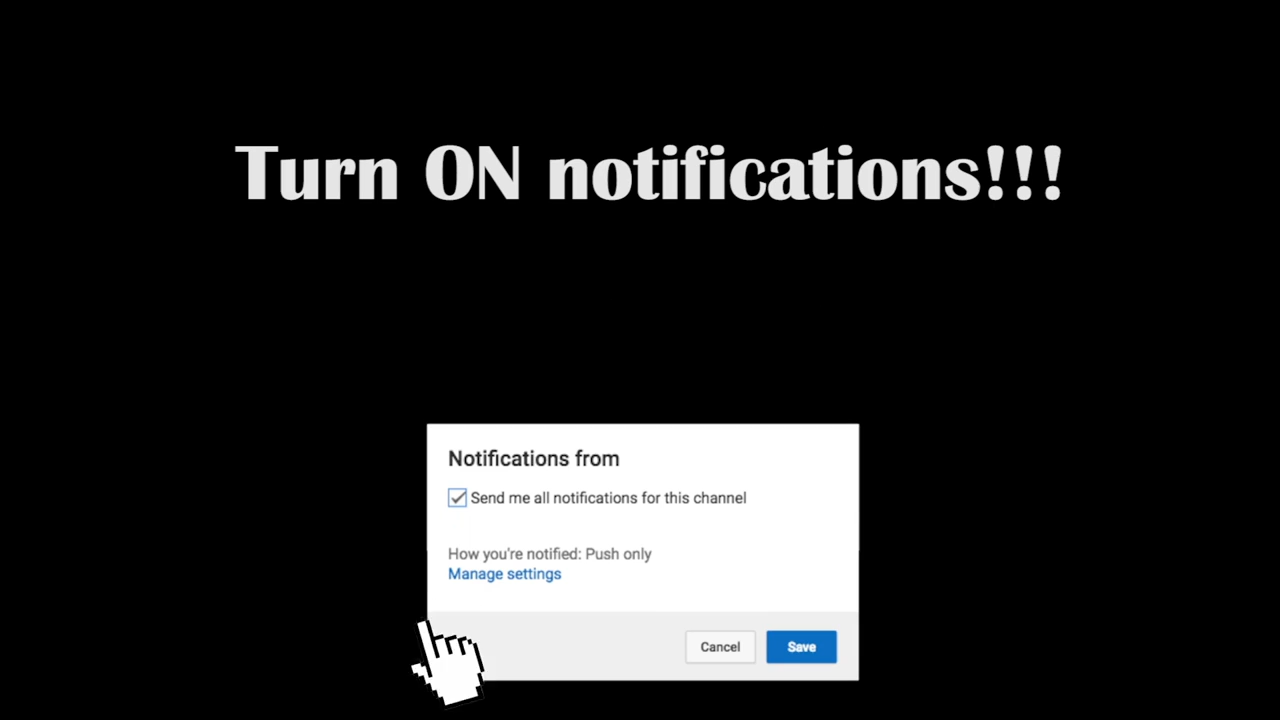 Turn ON notifications!!!
Notifications from
Send me all notifications for this channel
How you're notified: Push only
Manage settings
Cancel Save